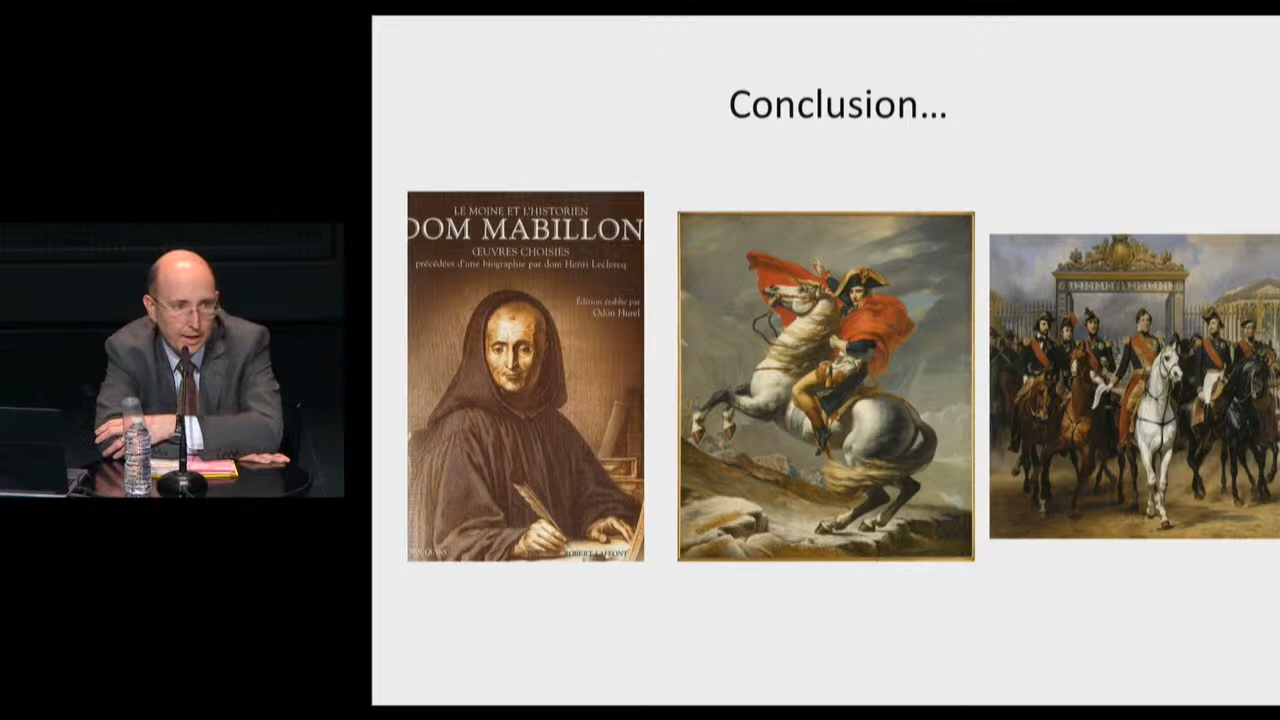 Conclusion...
LE MOINE ET L'HISTORIEN
DOM MABILLON
ŒUVRES CHOISIES
précédées d'une biographie par dom Henri Leclercq
Édition établie par
Odon Hurel
ROBERT LAFFONT